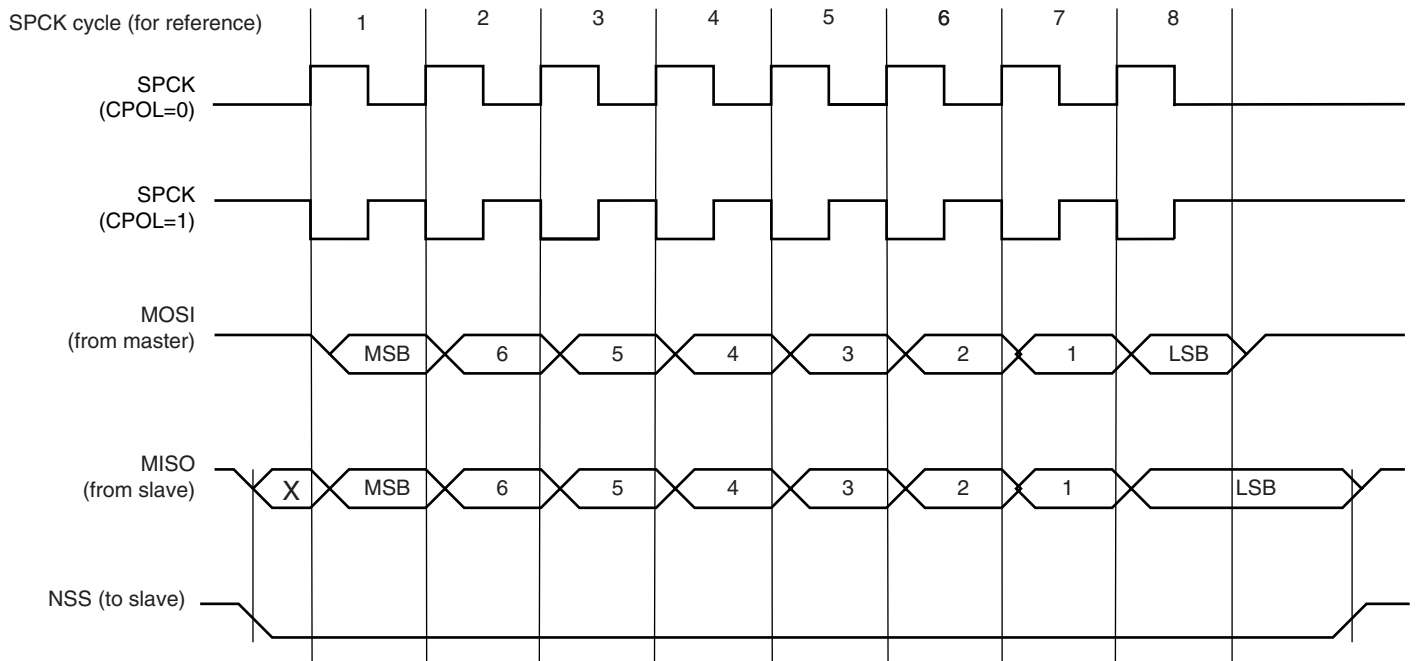 SPCK cycle (for reference) 1 2 3 4 5 6 7 8
SPCK
(CPOL=0)
SPCK
(CPOL=1)
MOSI
(from master)
MSB 6 5 4 3 2 1 LSB
MISO
(from slave)
X MSB 6 5 4 3 2 1 LSB
NSS (to slave)